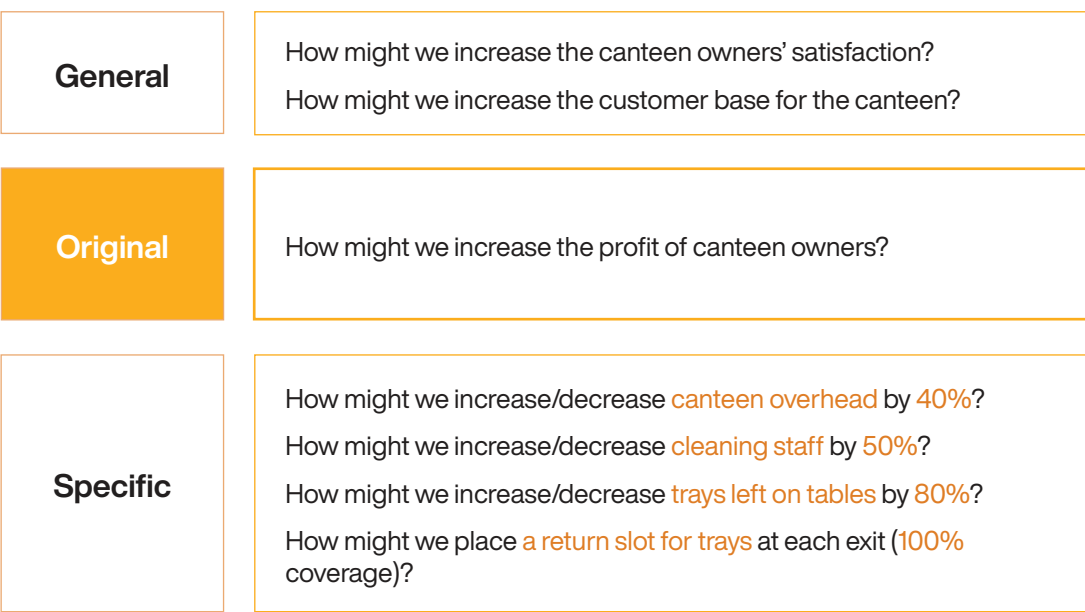 General
How might we increase the canteen owners’ satisfaction?
How might we increase the customer base for the canteen?
Original
How might we increase the profit of canteen owners?
Specific
How might we increase/decrease canteen overhead by 40%?
How might we increase/decrease cleaning staff by 50%?
How might we increase/decrease trays left on tables by 80%?
How might we place a return slot for trays at each exit (100%
coverage)?